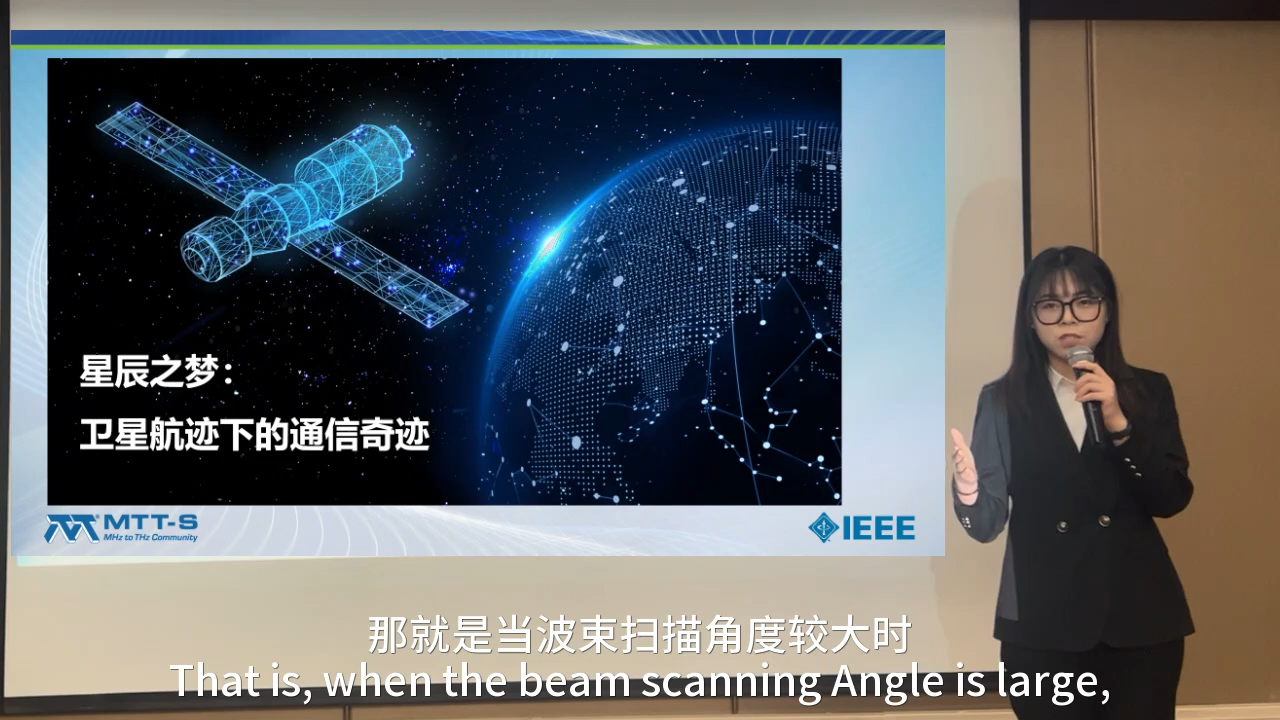 星辰之梦：
卫星航迹下的通信奇迹
MTT-S
MHz to THz Community
IEEE
那就是当波束扫描角度较大时
That is, when the beam scanning Angle is large,